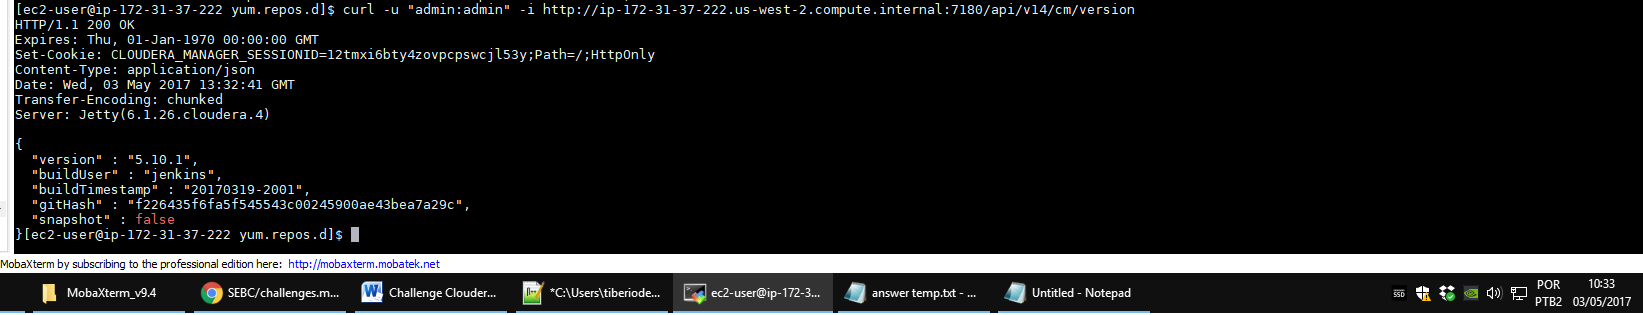 [ec2-user@ip-172-31-37-222 yum.repos.d]$ curl -u "admin:admin" -i http://ip-172-31-37-222.us-west-2.compute.internal:7180/api/v14/cm/version
HTTP/1.1 200 OK
Expires: Thu, 01-Jan-1970 00:00:00 GMT
Set-Cookie: CLOUDERA_MANAGER_SESSIONID=12tmxi6bty4zovpcpswcjl53y;Path=/;HttpOnly
Content-Type: application/json
Date: Wed, 03 May 2017 13:32:41 GMT
Transfer-Encoding: chunked
Server: Jetty(6.1.26.cloudera.4)
{
  "version" : "5.10.1",
  "buildUser" : "jenkins",
  "buildTimestamp" : "20170319-2001",
  "gitHash" : "f226435f6fa5f545543c00245900ae43bea7a29c",
  "snapshot" : false
}[ec2-user@ip-172-31-37-222 yum.repos.d]$
MobaXterm by subscribing to the professional edition here: http://mobaxterm.mobatek.net
MobaXterm_v9.4
SEBC/challenges.m...
Challenge Clouder...
*C:\Users\tiberiode...
ec2-user@ip-172-3...
answer temp.txt - ...
Untitled - Notepad
SSD
POR
PTB2
10:33
03/05/2017